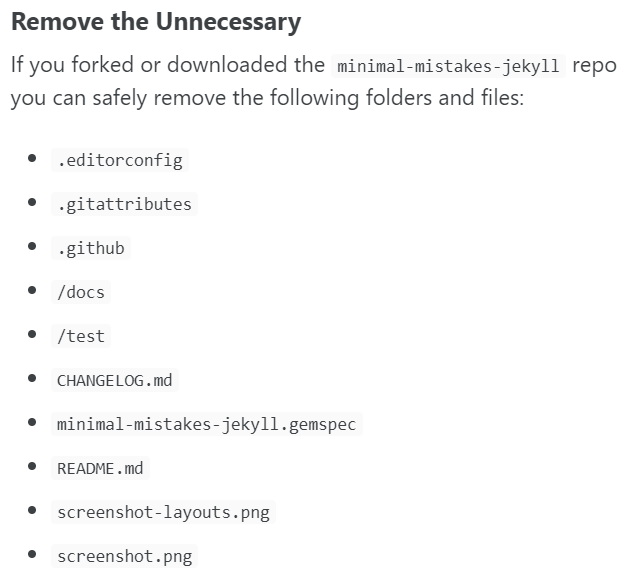 Remove the Unnecessary
If you forked or downloaded the minimal-mistakes-jekyll repo
you can safely remove the following folders and files:
.editorconfig
.gitattributes
.github
/docs
/test
CHANGELOG.md
minimal-mistakes-jekyll.gemspec
README.md
screenshot-layouts.png
screenshot.png